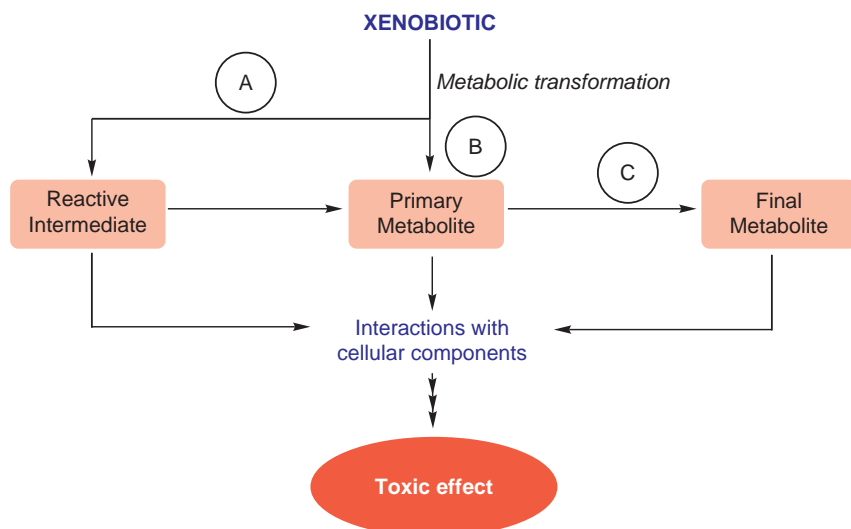 XENOBIOTIC
A
Metabolic transformation
B
C
Reactive
Intermediate
Primary
Metabolite
Final
Metabolite
Interactions with
cellular components
Toxic effect